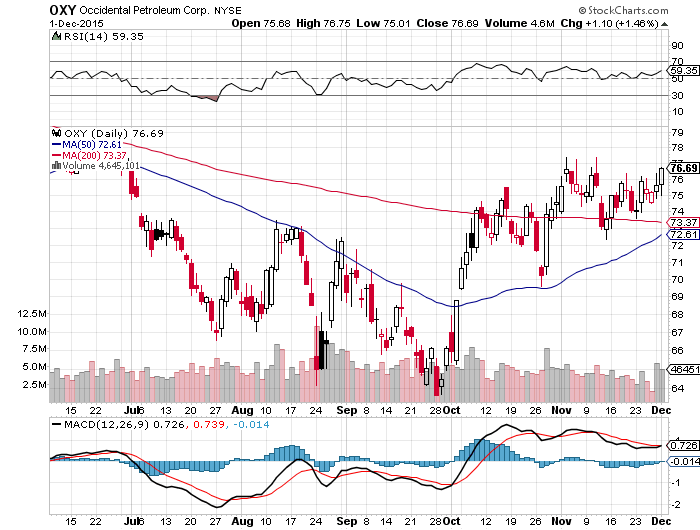 OXY Occidental Petroleum Corp. NYSE © StockCharts.com
1-Dec-2015 Open 75.68 High 76.75 Low 75.01 Close 76.69 Volume 4.6M Chg +1.10 (+1.46%)
RSI(14) 59.35
90
70
59.35
50
30
10
OXY (Daily) 76.69
MA(50) 72.61
MA(200) 73.37
Volume 4,645,101
79
78
77
76.69
76
75
74
73.37
72.61
72
71
70
69
68
67
66
64
12.5M
10.0M
7.5M
5.0M
2.5M
46451
15 22 Jul 6 13 20 27 Aug 10 17 24 Sep 8 14 21 28 Oct 12 19 26 Nov 9 16 23 Dec
MACD(12,26,9) 0.726, 0.739, -0.014
0.726
-0.014
-1
-2
15 22 Jul 6 13 20 27 Aug 10 17 24 Sep 8 14 21 28 Oct 12 19 26 Nov 9 16 23 Dec